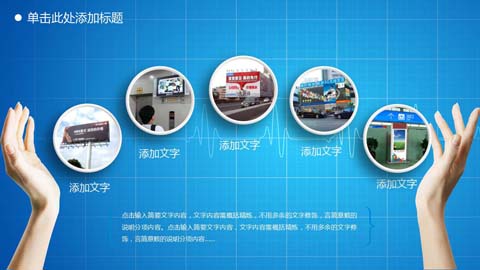 单击此处添加标题
添加文字
添加文字
添加文字
添加文字
添加文字
点击输入简要文字内容，文字内容需概括精炼，不用多余的文字修饰，言简意赅的
说明分项内容。点击输入简要文字内容，文字内容需概括精炼，不用多余的文字修
饰，言简意赅的说明分项内容……